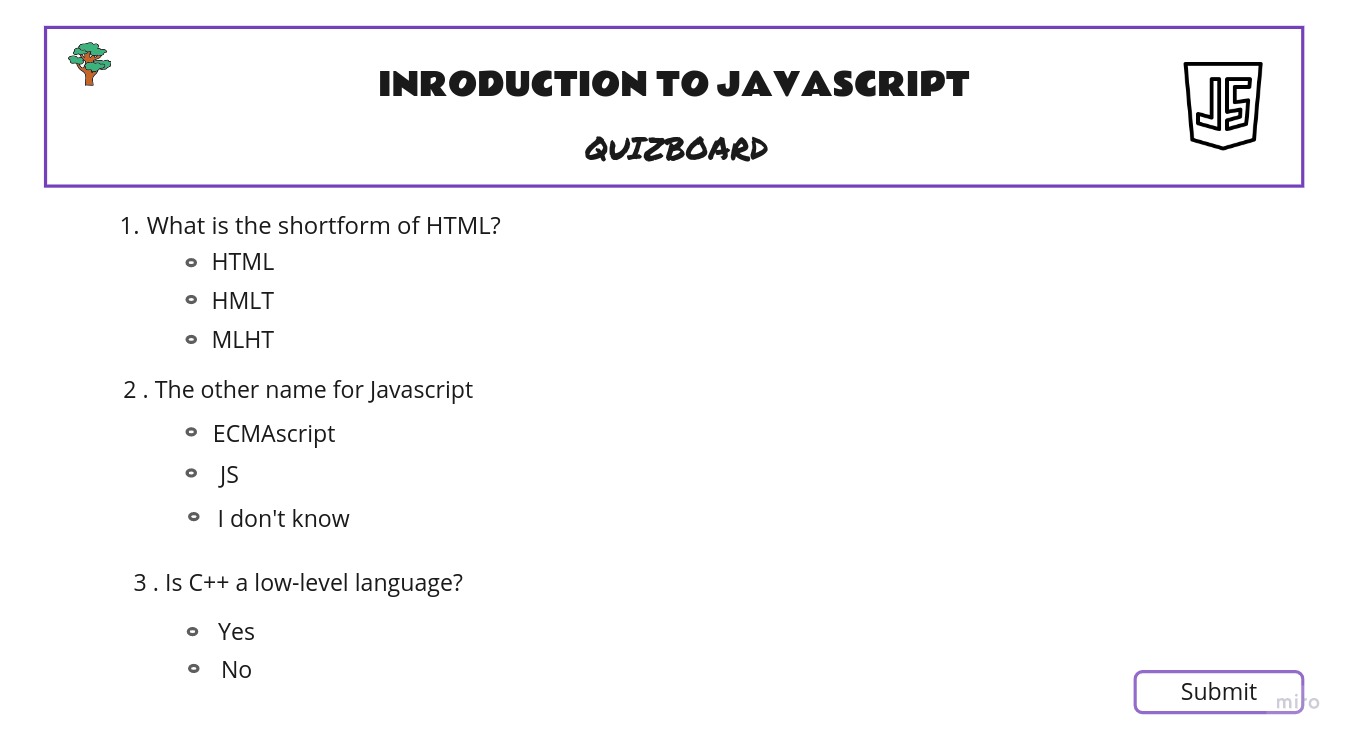 INRODUCTION TO JAVASCRIPT
JS
QUIZBOARD
1. What is the shortform of HTML?
HTML
HMLT
MLHT
2 . The other name for Javascript
ECMAscript
JS
I don't know
3 . Is C++ a low-level language?
Yes
No
Submit
miro